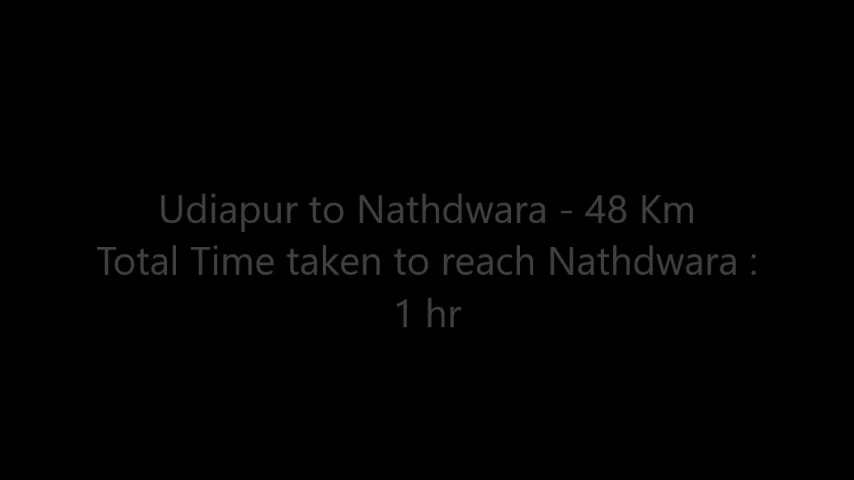 Udiapur to Nathdwara - 48 Km
Total Time taken to reach Nathdwara :
1 hr